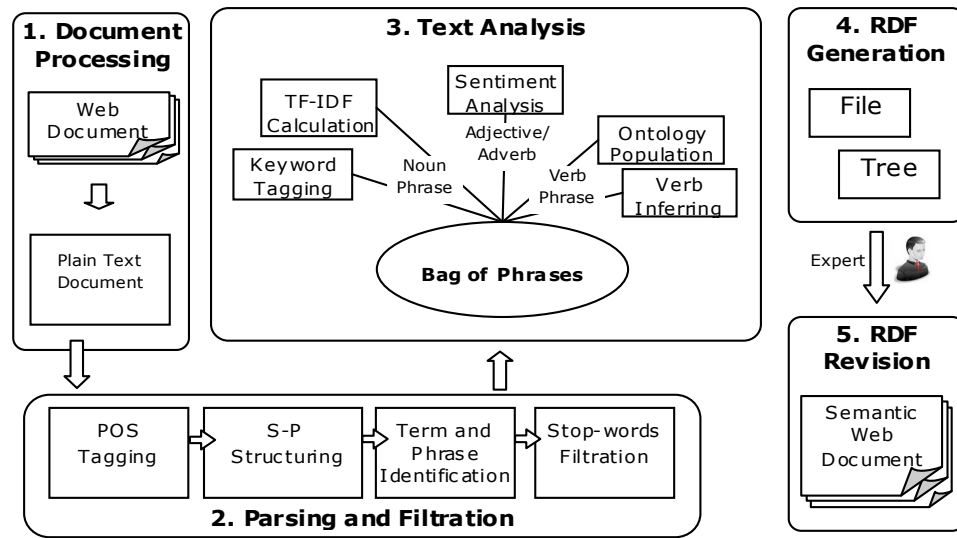 1. Document
Processing
Web
Document
Plain Text
Document
POS
Tagging
S-P
Structuring
Term and
Phrase
Identification
Stop-words
Filtration
2. Parsing and Filtration
3. Text Analysis
TF-IDF
Calculation
Keyword
Tagging
Sentiment
Analysis
Ontology
Population
Verb
Inferring
Noun
Phrase
Adjective/
Adverb
Verb
Phrase
Bag of Phrases
4. RDF
Generation
File
Tree
Expert
5. RDF
Revision
Semantic
Web
Document